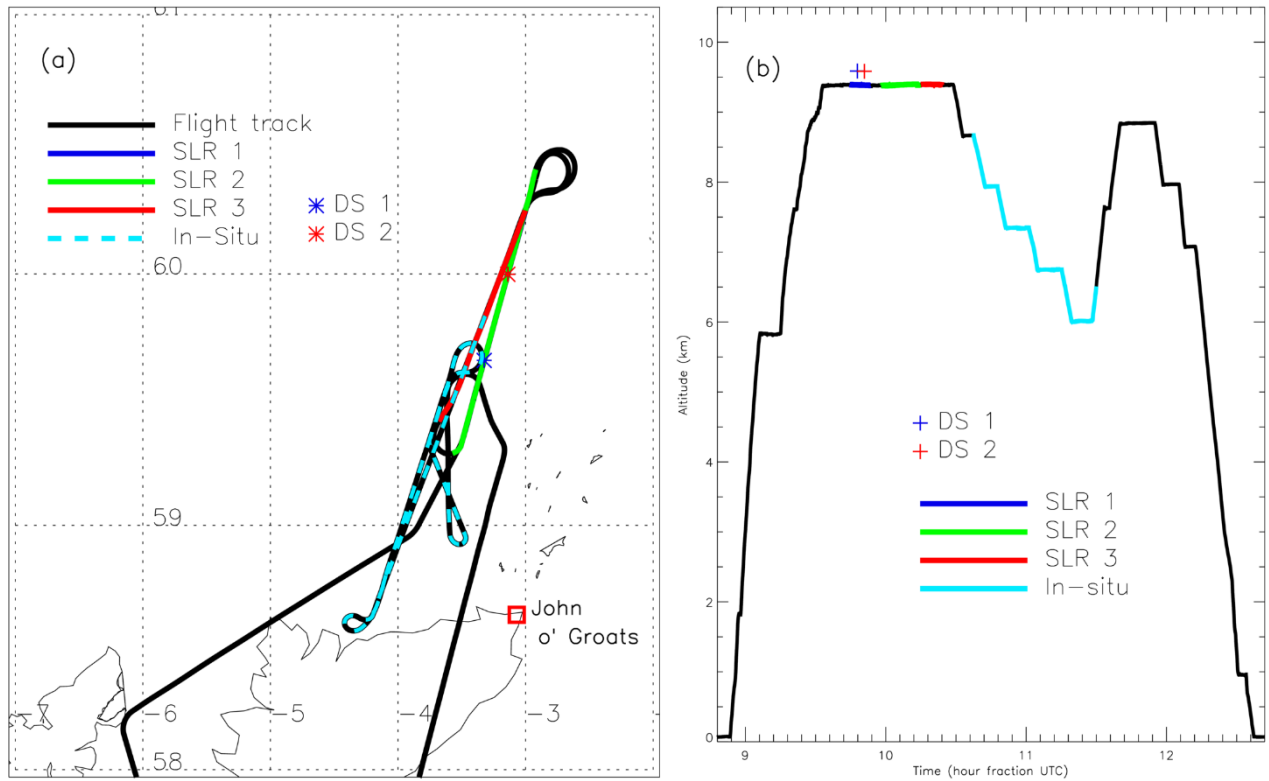 61
(a)
Flight track
SLR 1
SLR 2
SLR 3
In-Situ
DS 1
DS 2
60
59
John
o' Groats
-6
-5
-4
-3
58
(b)
10
8
6
4
2
0
Altitude (km)
DS 1
DS 2
SLR 1
SLR 2
SLR 3
In-situ
9
10
11
12
Time (hour fraction UTC)